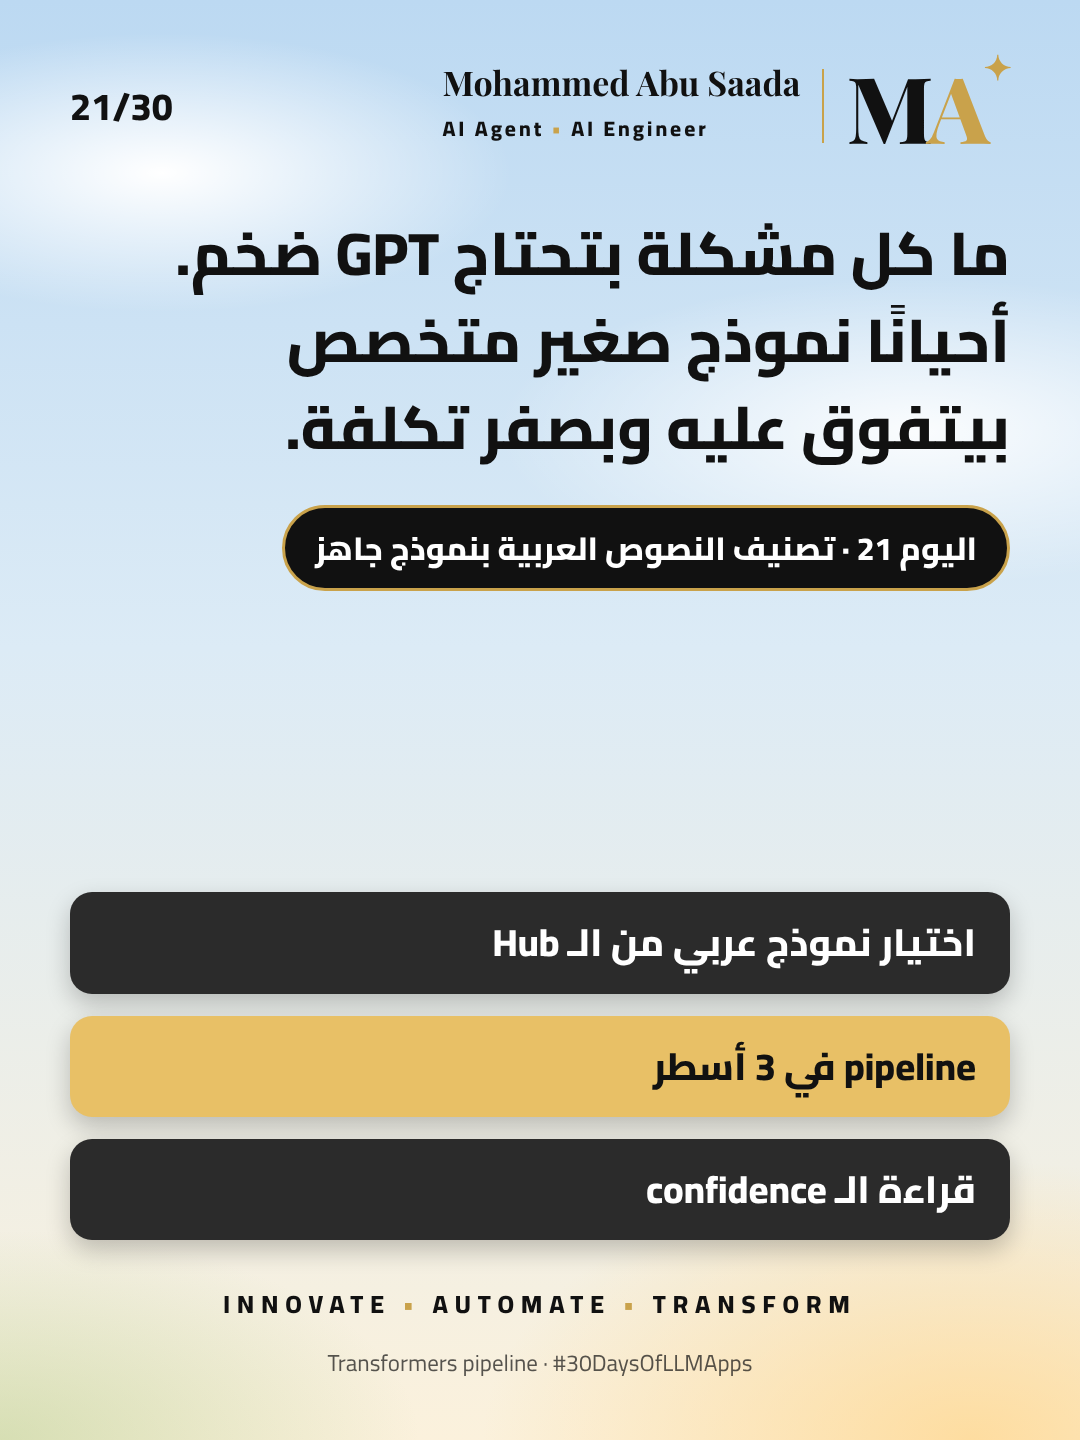 21/30
Mohammed Abu Saada
AI Agent ▪ AI Engineer
MA
ما كل مشكلة بتحتاج GPT ضخم.
أحيانًا نموذج صغير متخصص
بيتفوق عليه وبصفر تكلفة.
اليوم 21 · تصنيف النصوص العربية بنموذج جاهز
اختيار نموذج عربي من الـ Hub
pipeline في 3 أسطر
قراءة الـ confidence
INNOVATE ▪ AUTOMATE ▪ TRANSFORM
Transformers pipeline · #30DaysOfLLMApps